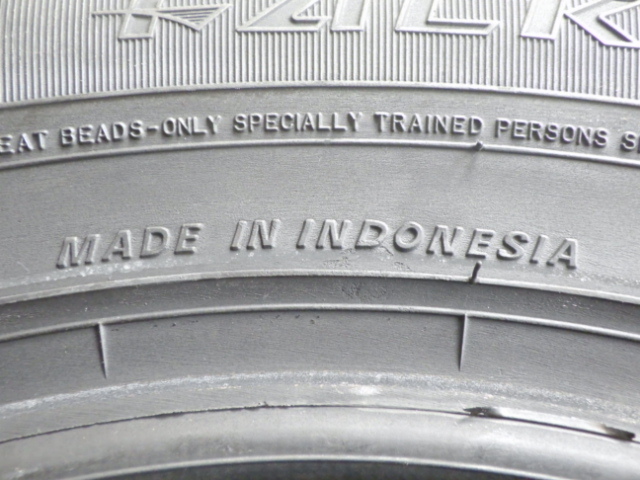 EAT BEADS-ONLY SPECIALLY TRAINED PERSONS S
MADE IN INDONESIA